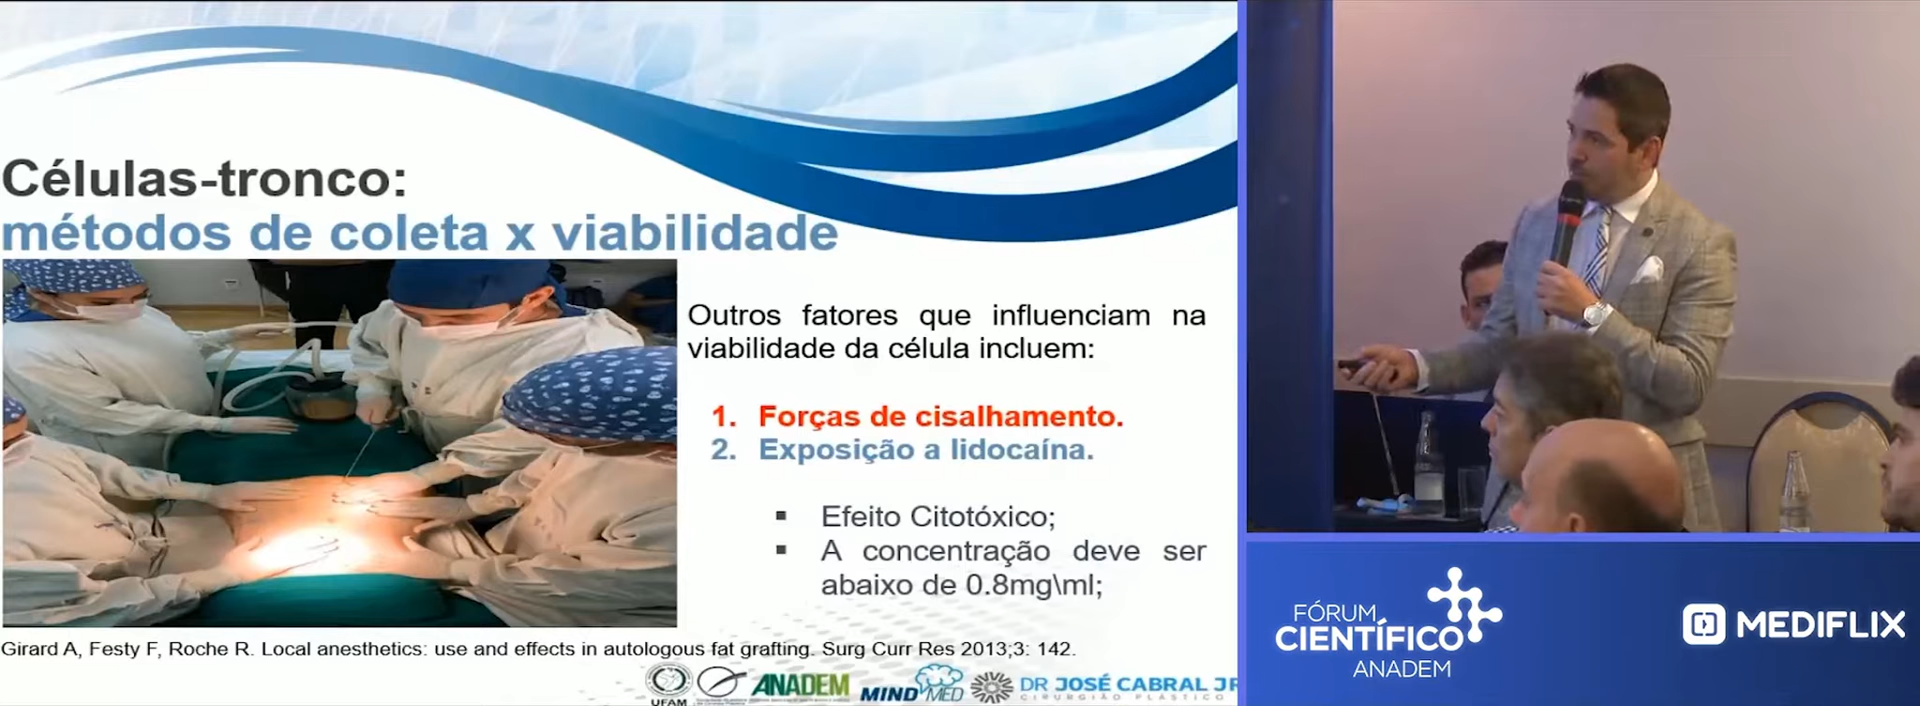 Células-tronco:
métodos de coleta x viabilidade
Outros fatores que influenciam na
viabilidade da célula incluem:
1. Forças de cisalhamento.
2. Exposição a lidocaína.
▪ Efeito Citotóxico;
▪ A concentração deve ser
abaixo de 0.8mg\ml;
Girard A, Festy F, Roche R. Local anesthetics: use and effects in autologous fat grafting. Surg Curr Res 2013;3: 142.
UFAM
ANADEM
MIND MED
DR JOSÉ CABRAL JR
CIRURGIÃO PLÁSTICO
FÓRUM
CIENTÍFICO
ANADEM
MEDIFLIX